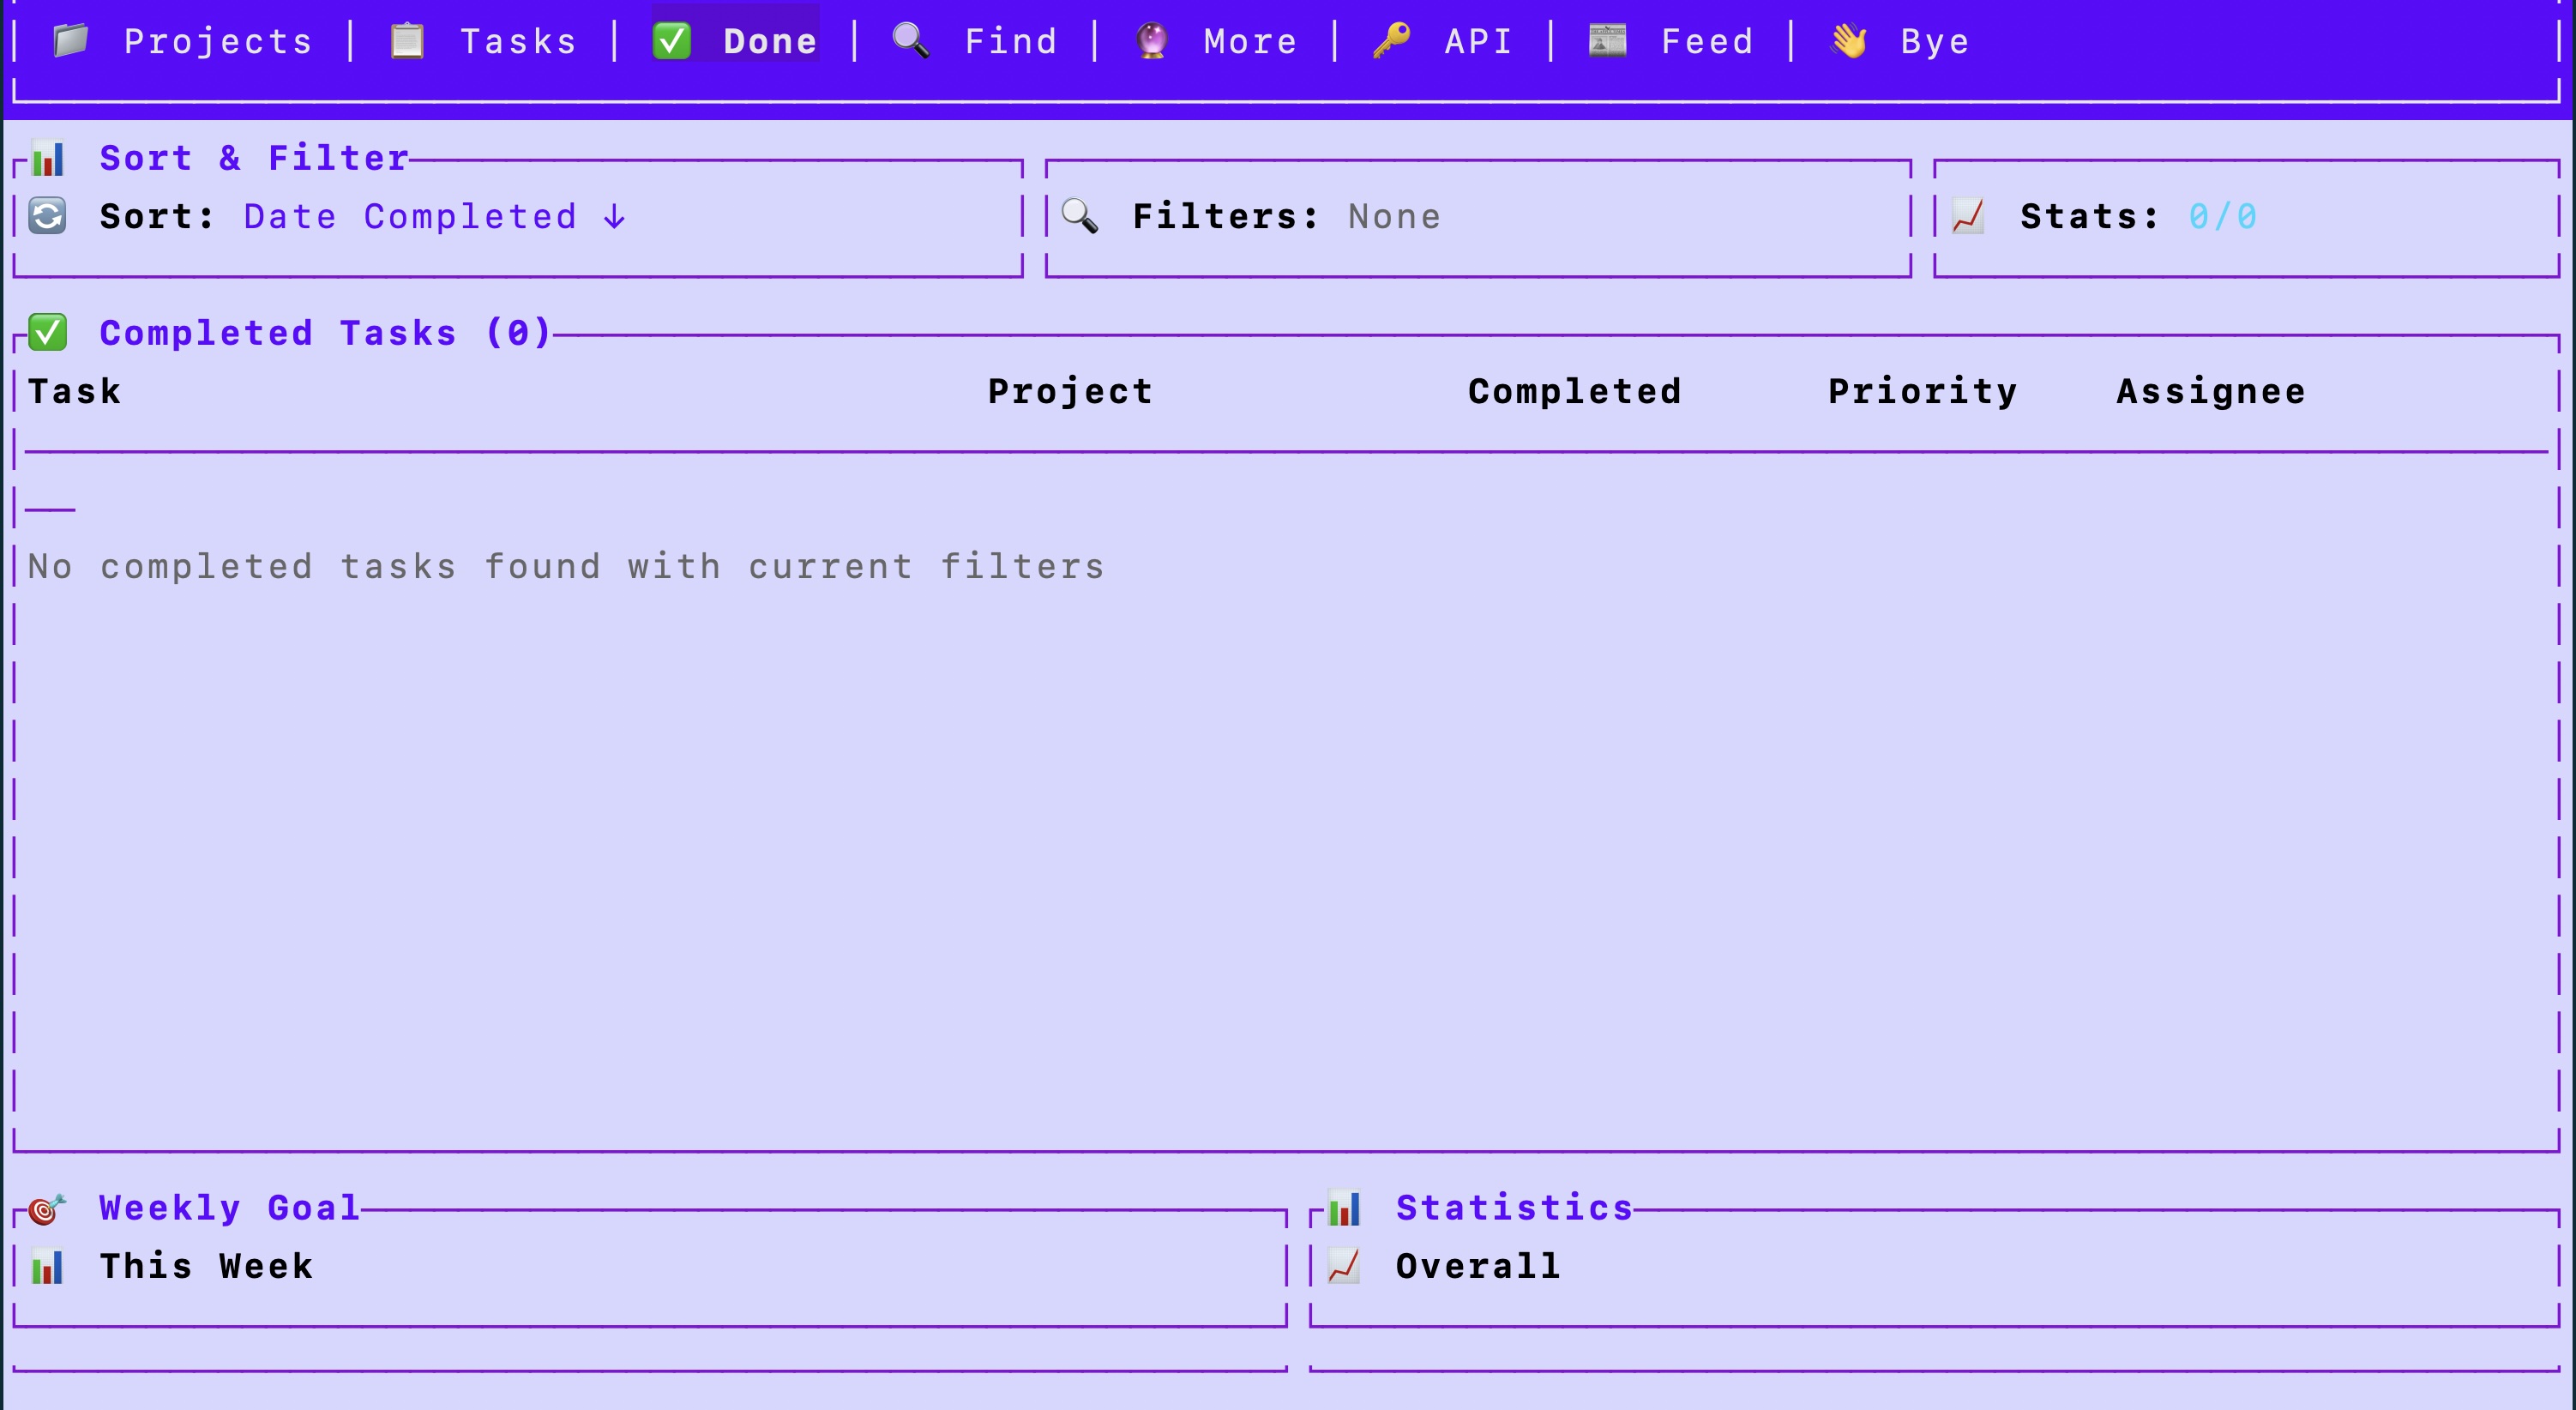 📁 Projects │ 📋 Tasks │ ✅ Done │ 🔍 Find │ 🔮 More │ 🔑 API │ 📰 Feed │ 👋 Bye
📊 Sort & Filter
🔄 Sort: Date Completed ↓
🔍 Filters: None
📈 Stats: 0/0
✅ Completed Tasks (0)
Task Project Completed Priority Assignee
No completed tasks found with current filters
🎯 Weekly Goal
📊 This Week
📊 Statistics
📈 Overall